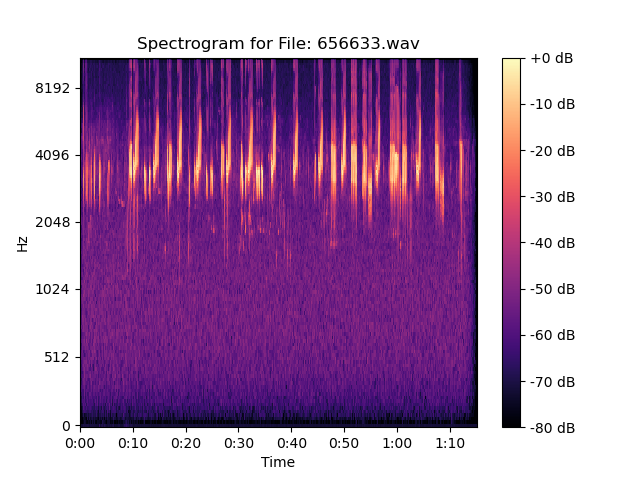 Spectrogram for File: 656633.wav
Hz
8192
4096
2048
1024
512
0
0:00 0:10 0:20 0:30 0:40 0:50 1:00 1:10
Time
+0 dB
-10 dB
-20 dB
-30 dB
-40 dB
-50 dB
-60 dB
-70 dB
-80 dB